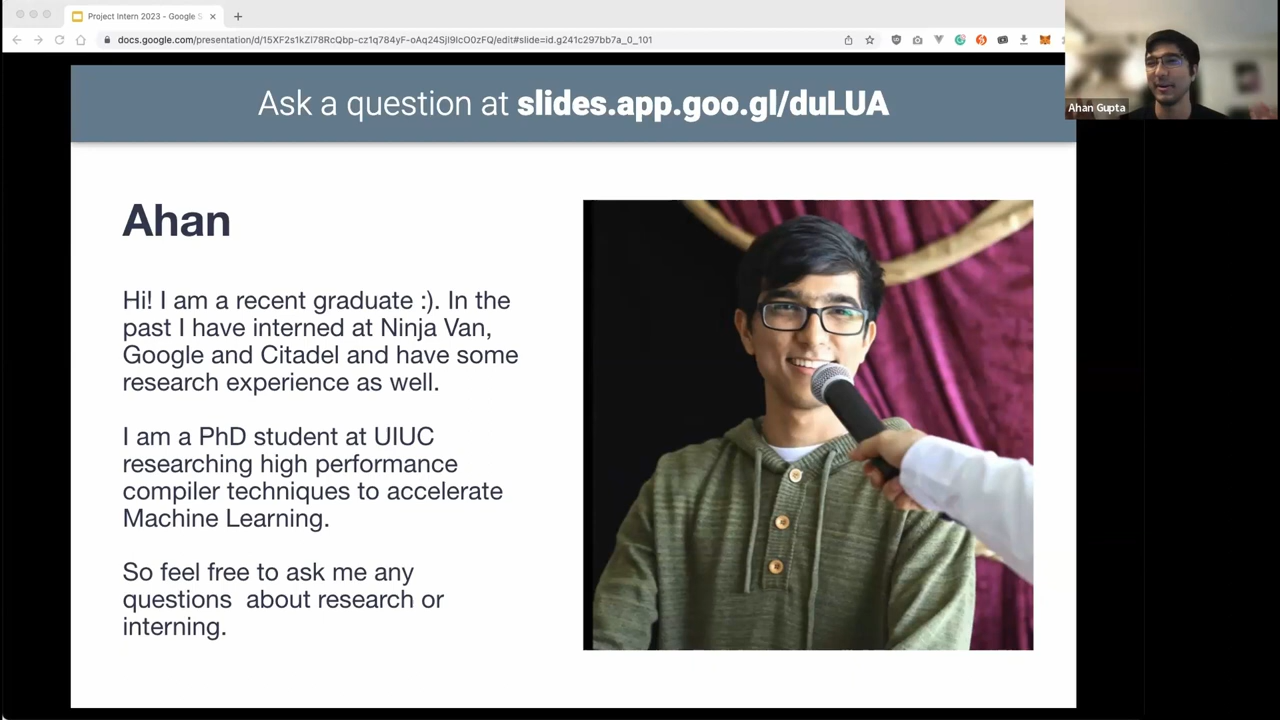 Project Intern 2023 - Google S
docs.google.com/presentation/d/15XF2s1kZl78RcQbp-cz1q784yF-oAq24SjI9IcO0zFQ/edit#slide=id.g241c297bb7a_0_101
Ask a question at slides.app.goo.gl/duLUA
Ahan Gupta
Ahan
Hi! I am a recent graduate :). In the
past I have interned at Ninja Van,
Google and Citadel and have some
research experience as well.
I am a PhD student at UIUC
researching high performance
compiler techniques to accelerate
Machine Learning.
So feel free to ask me any
questions  about research or
interning.